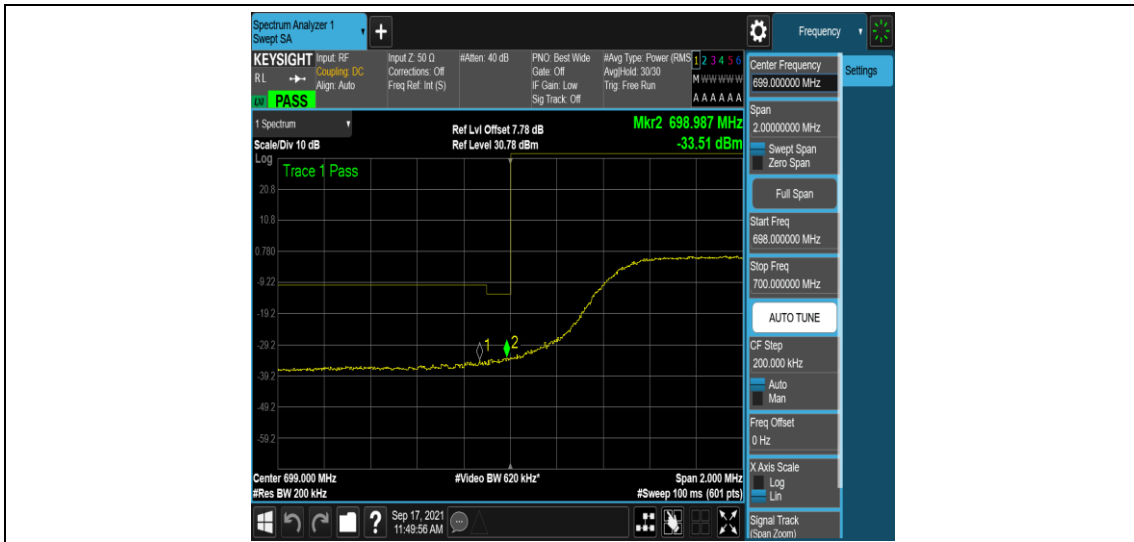 Spectrum Analyzer 1
Swept SA
+
Frequency
KEYSIGHT
RL
PASS
Input: RF
Coupling: DC
Align: Auto
Input Z: 50 Ω
Corrections: Off
Freq Ref: Int (S)
#Atten: 40 dB
PNO: Best Wide
Gate: Off
IF Gain: Low
Sig Track: Off
#Avg Type: Power (RMS
Avg|Hold: 30/30
Trig: Free Run
1 2 3 4 5 6
M W W W W W
A A A A A A
1 Spectrum
Scale/Div 10 dB
Ref Lvl Offset 7.78 dB
Ref Level 30.78 dBm
Mkr2 698.987 MHz
-33.51 dBm
Log
Trace 1 Pass
20.8
10.8
0.780
-9.22
-19.2
-29.2
-39.2
-49.2
-59.2
1
2
Center 699.000 MHz
#Res BW 200 kHz
#Video BW 620 kHz*
Span 2.000 MHz
#Sweep 100 ms (601 pts)
Center Frequency
699.000000 MHz
Settings
Span
2.00000000 MHz
Swept Span
Zero Span
Full Span
Start Freq
698.000000 MHz
Stop Freq
700.000000 MHz
AUTO TUNE
CF Step
200.000 kHz
Auto
Man
Freq Offset
0 Hz
X Axis Scale
Log
Lin
Signal Track
(Span Zoom)
?
Sep 17, 2021
11:49:56 AM